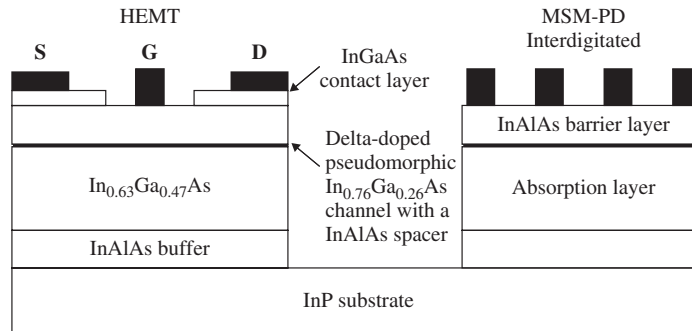 HEMT
S G D
InGaAs
contact layer
MSM-PD
Interdigitated
InAlAs barrier layer
Delta-doped
pseudomorphic
In0.76Ga0.26As
channel with a
InAlAs spacer
In0.63Ga0.47As
Absorption layer
InAlAs buffer
InP substrate